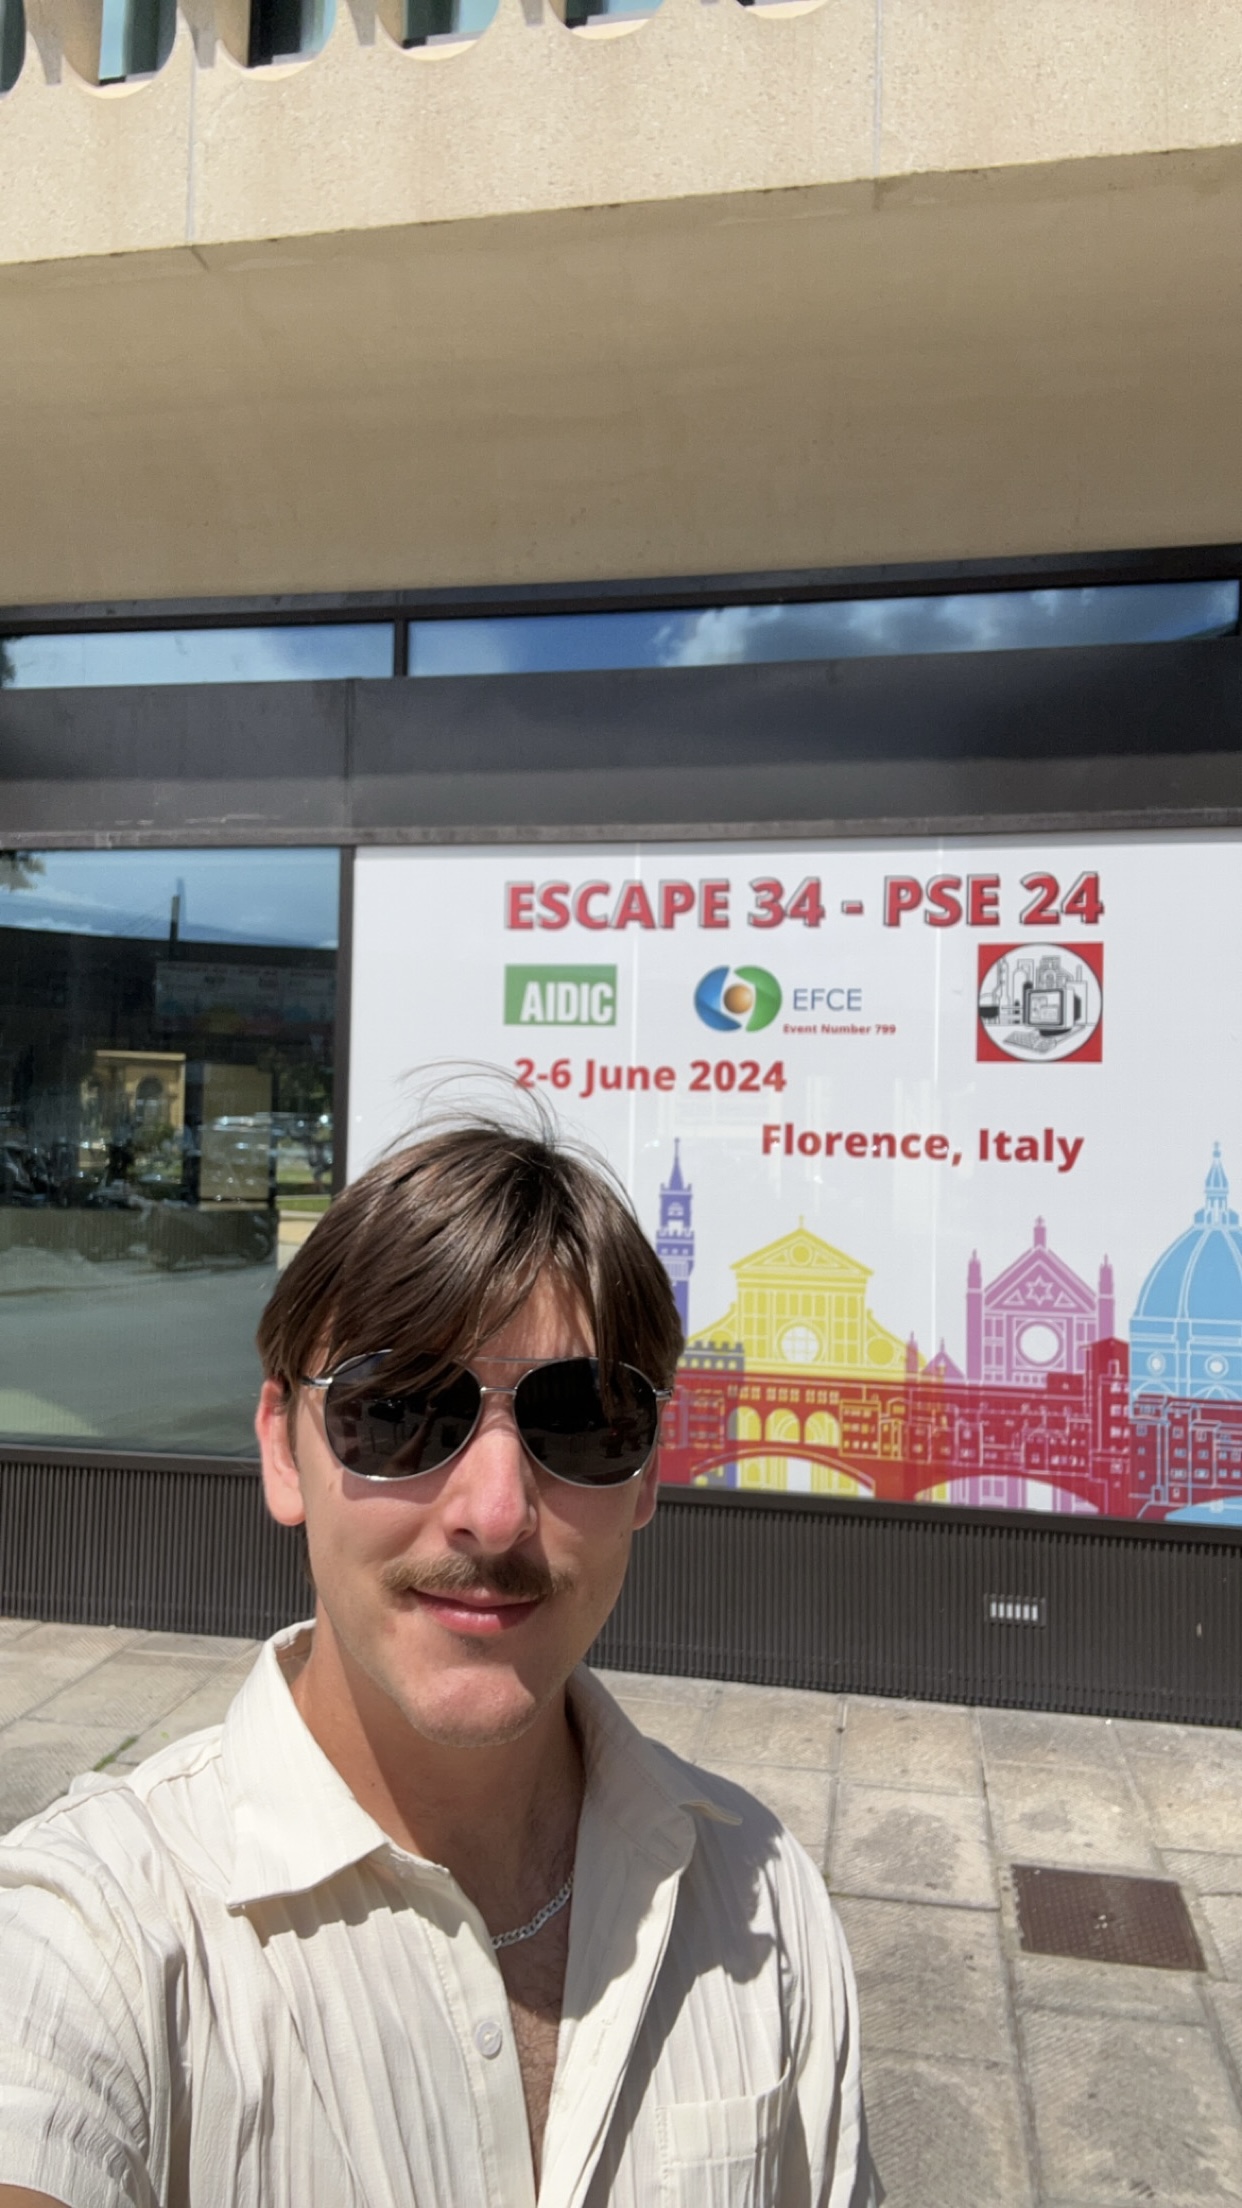 ESCAPE 34 - PSE 24
AIDIC
EFCE
Event Number 799
2-6 June 2024
Florence, Italy